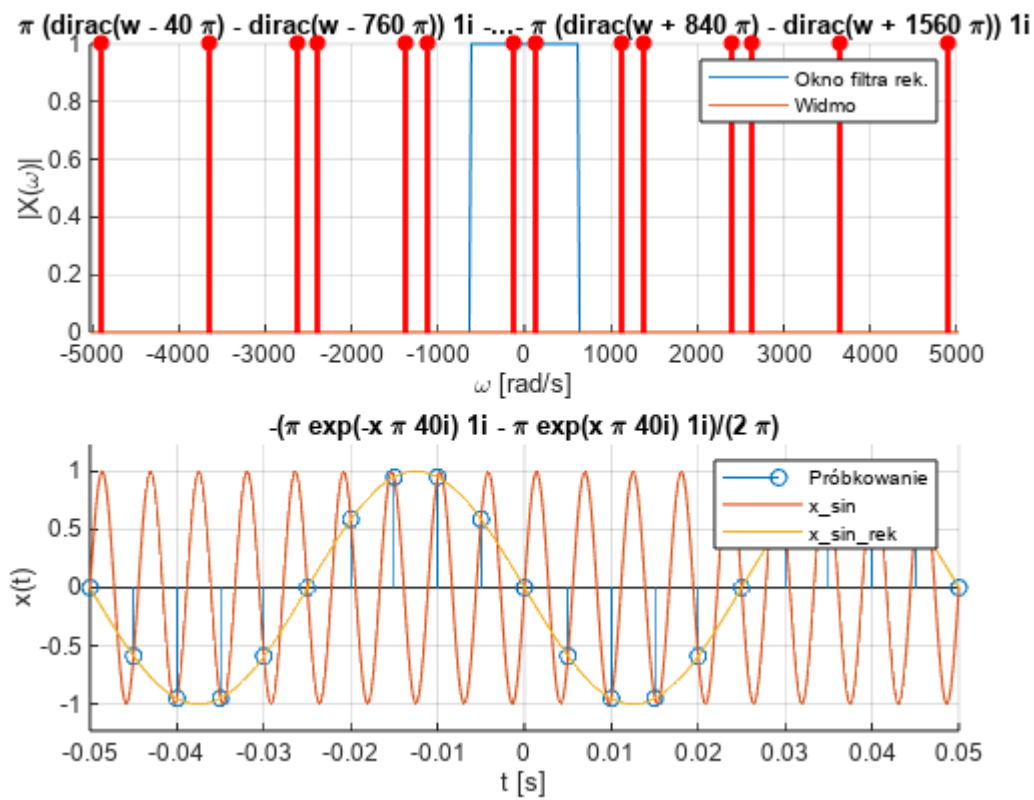 π (dirac(w - 40 π) - dirac(w - 760 π)) 1i -...- π (dirac(w + 840 π) - dirac(w + 1560 π)) 1i
1
0.8
0.6
0.4
0.2
0
|X(ω)|
Okno filtra rek.
Widmo
-5000 -4000 -3000 -2000 -1000 0 1000 2000 3000 4000 5000
ω [rad/s]
-(π exp(-x π 40i) 1i - π exp(x π 40i) 1i)/(2 π)
1
0.5
0
-0.5
-1
x(t)
Próbkowanie
x_sin
x_sin_rek
-0.05 -0.04 -0.03 -0.02 -0.01 0 0.01 0.02 0.03 0.04 0.05
t [s]